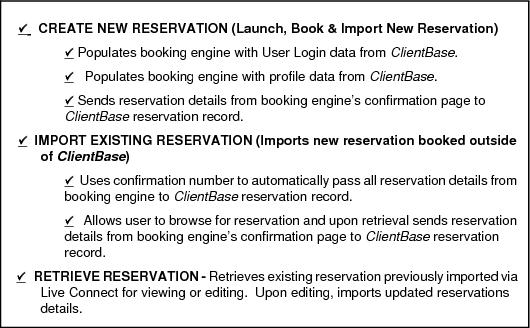 ✓ CREATE NEW RESERVATION (Launch, Book & Import New Reservation)
✓ Populates booking engine with User Login data from ClientBase.
✓ Populates booking engine with profile data from ClientBase.
✓ Sends reservation details from booking engine's confirmation page to
ClientBase reservation record.
✓ IMPORT EXISTING RESERVATION (Imports new reservation booked outside
of ClientBase)
✓ Uses confirmation number to automatically pass all reservation details from
booking engine to ClientBase reservation record.
✓ Allows user to browse for reservation and upon retrieval sends reservation
details from booking engine's confirmation page to ClientBase reservation
record.
✓ RETRIEVE RESERVATION - Retrieves existing reservation previously imported via
Live Connect for viewing or editing. Upon editing, imports updated reservations
details.